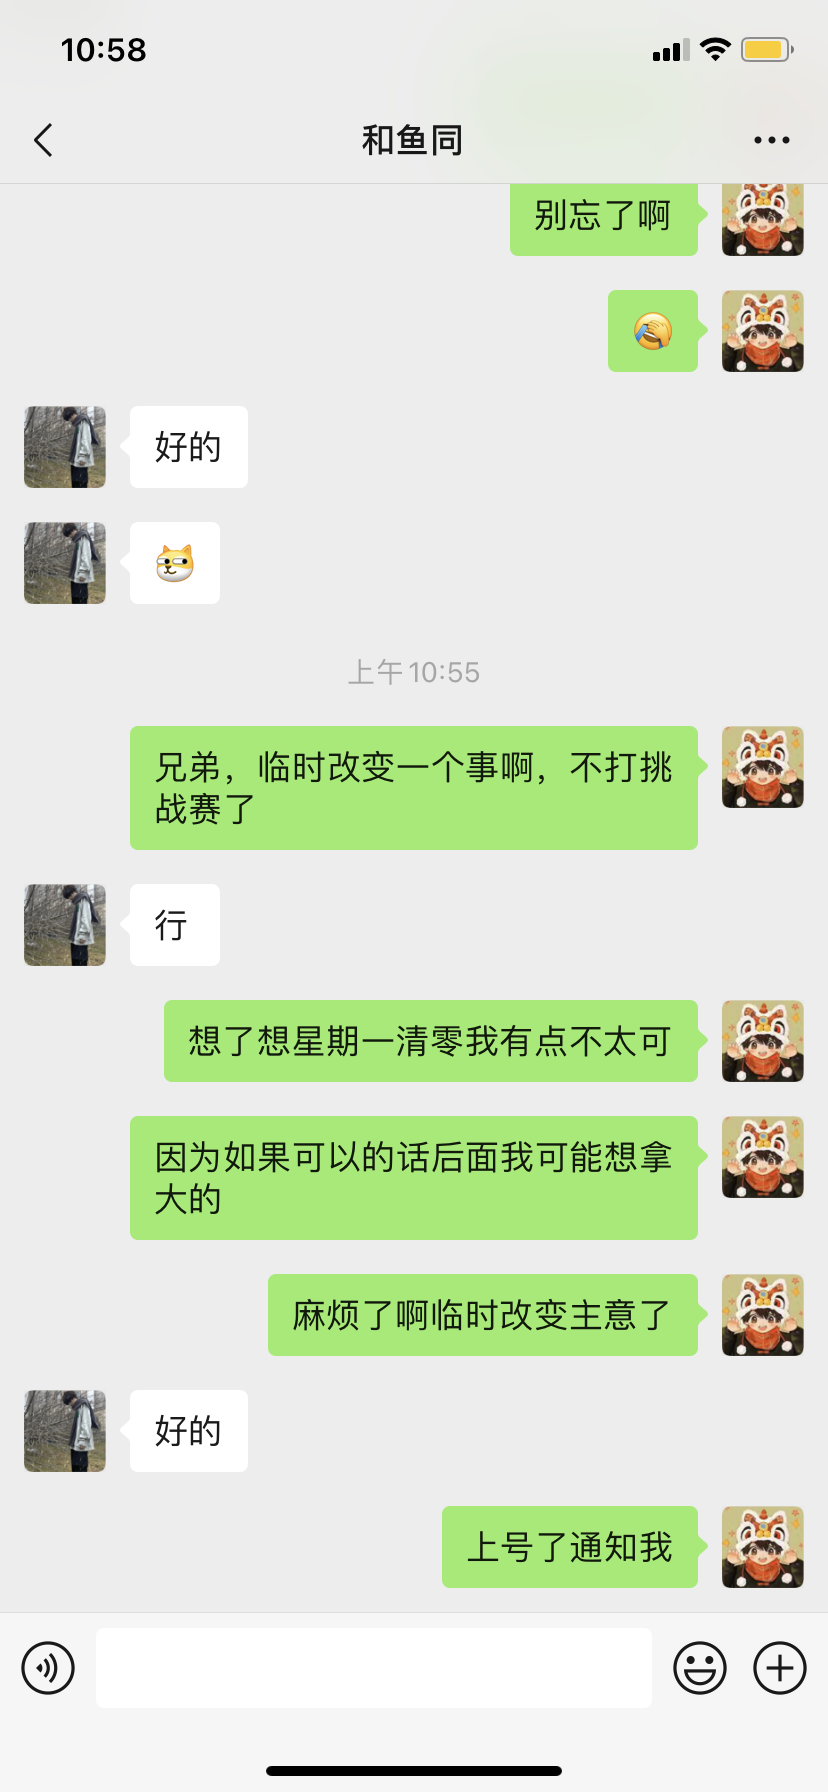 10:58
和鱼同
别忘了啊
好的
上午10:55
兄弟，临时改变一个事啊，不打挑
战赛了
行
想了想星期一清零我有点不太可
因为如果可以的话后面我可能想拿
大的
麻烦了啊临时改变主意了
好的
上号了通知我